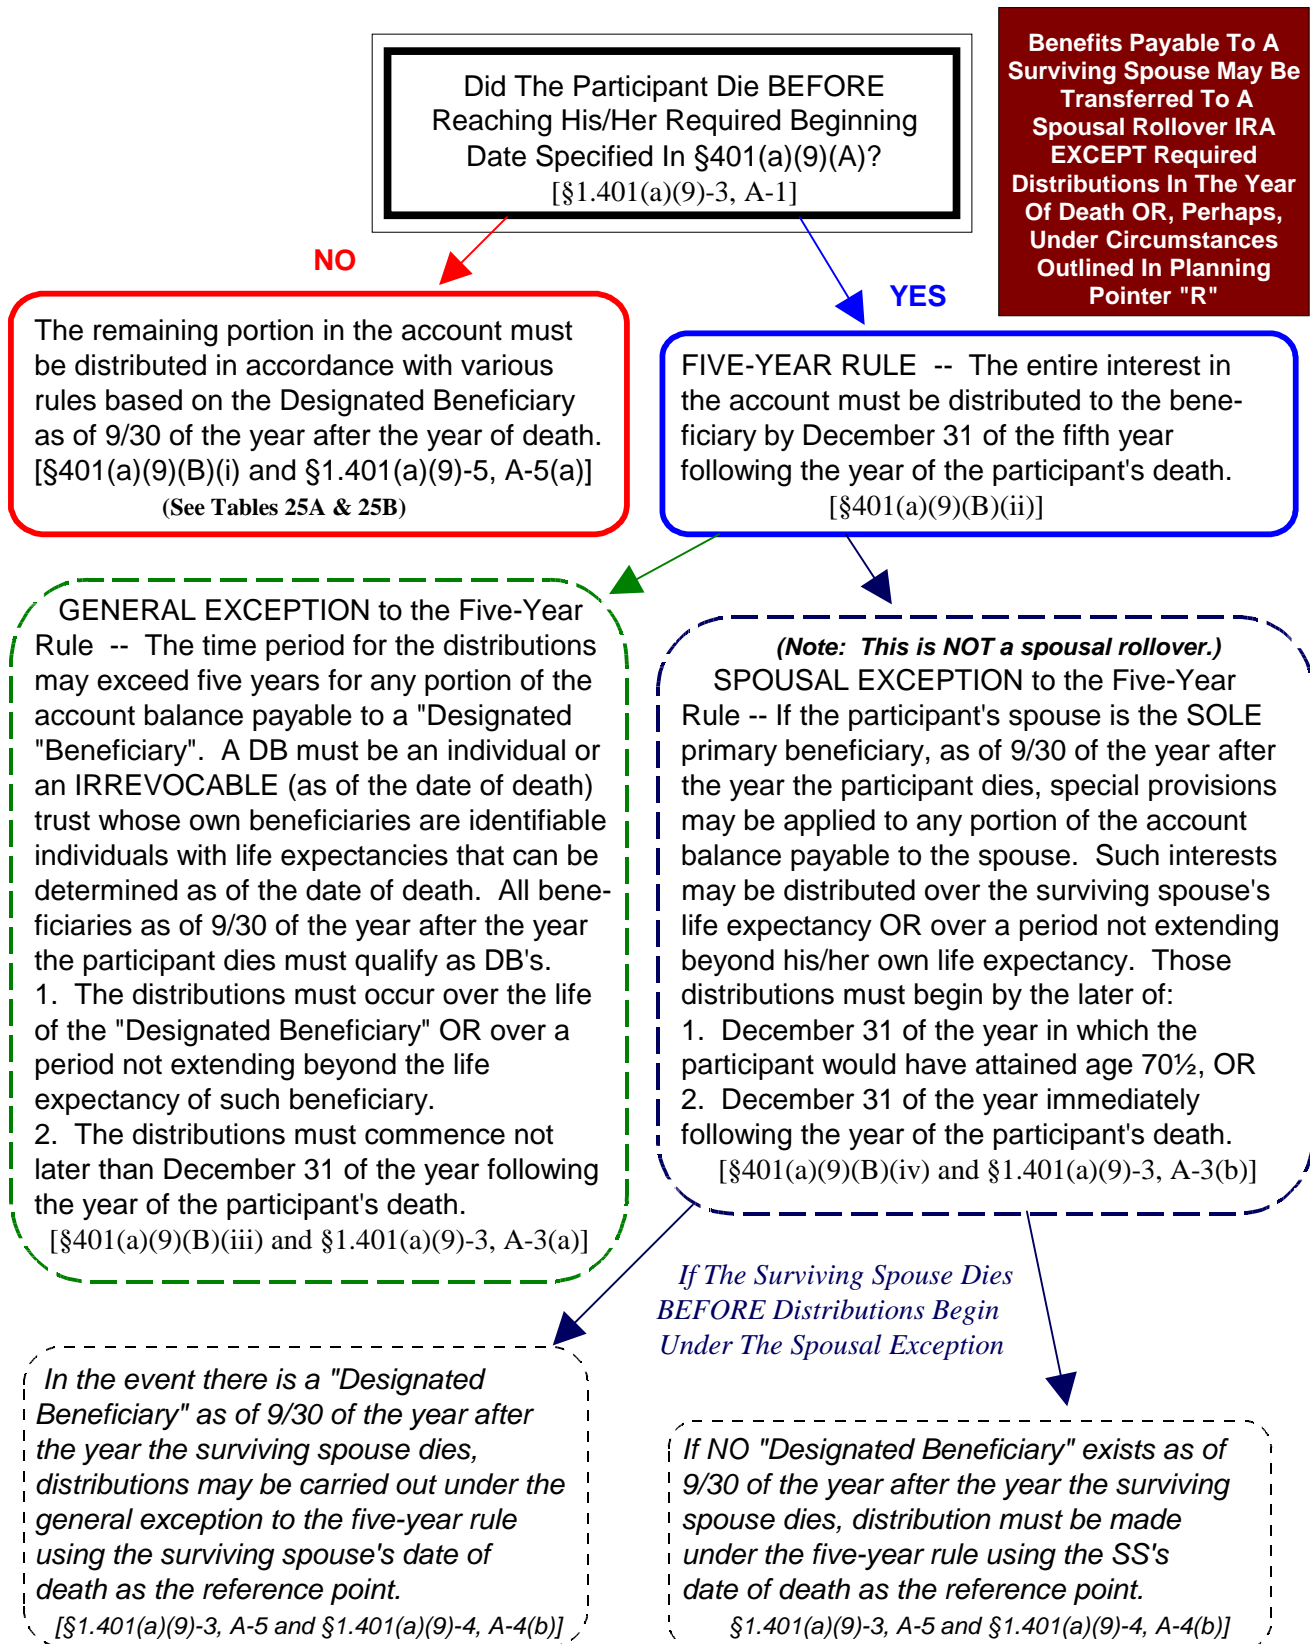 Did The Participant Die BEFORE
Reaching His/Her Required Beginning
Date Specified In §401(a)(9)(A)?
[§1.401(a)(9)-3, A-1]
Benefits Payable To A
Surviving Spouse May Be
Transferred To A
Spousal Rollover IRA
EXCEPT Required
Distributions In The Year
Of Death OR, Perhaps,
Under Circumstances
Outlined In Planning
Pointer "R"
NO
YES
The remaining portion in the account must
be distributed in accordance with various
rules based on the Designated Beneficiary
as of 9/30 of the year after the year of death.
[§401(a)(9)(B)(i) and §1.401(a)(9)-5, A-5(a)]
(See Tables 25A & 25B)
FIVE-YEAR RULE -- The entire interest in
the account must be distributed to the bene-
ficiary by December 31 of the fifth year
following the year of the participant's death.
[§401(a)(9)(B)(ii)]
GENERAL EXCEPTION to the Five-Year
Rule -- The time period for the distributions
may exceed five years for any portion of the
account balance payable to a "Designated
"Beneficiary". A DB must be an individual or
an IRREVOCABLE (as of the date of death)
trust whose own beneficiaries are identifiable
individuals with life expectancies that can be
determined as of the date of death. All bene-
ficiaries as of 9/30 of the year after the year
the participant dies must qualify as DB's.
1. The distributions must occur over the life
of the "Designated Beneficiary" OR over a
period not extending beyond the life
expectancy of such beneficiary.
2. The distributions must commence not
later than December 31 of the year following
the year of the participant's death.
[§401(a)(9)(B)(iii) and §1.401(a)(9)-3, A-3(a)]
(Note: This is NOT a spousal rollover.)
SPOUSAL EXCEPTION to the Five-Year
Rule -- If the participant's spouse is the SOLE
primary beneficiary, as of 9/30 of the year after
the year the participant dies, special provisions
may be applied to any portion of the account
balance payable to the spouse. Such interests
may be distributed over the surviving spouse's
life expectancy OR over a period not extending
beyond his/her own life expectancy. Those
distributions must begin by the later of:
1. December 31 of the year in which the
participant would have attained age 70½, OR
2. December 31 of the year immediately
following the year of the participant's death.
[§401(a)(9)(B)(iv) and §1.401(a)(9)-3, A-3(b)]
If The Surviving Spouse Dies
BEFORE Distributions Begin
Under The Spousal Exception
In the event there is a "Designated
Beneficiary" as of 9/30 of the year after
the year the surviving spouse dies,
distributions may be carried out under the
general exception to the five-year rule
using the surviving spouse's date of
death as the reference point.
[§1.401(a)(9)-3, A-5 and §1.401(a)(9)-4, A-4(b)]
If NO "Designated Beneficiary" exists as of
9/30 of the year after the year the surviving
spouse dies, distribution must be made
under the five-year rule using the SS's
date of death as the reference point.
§1.401(a)(9)-3, A-5 and §1.401(a)(9)-4, A-4(b)]